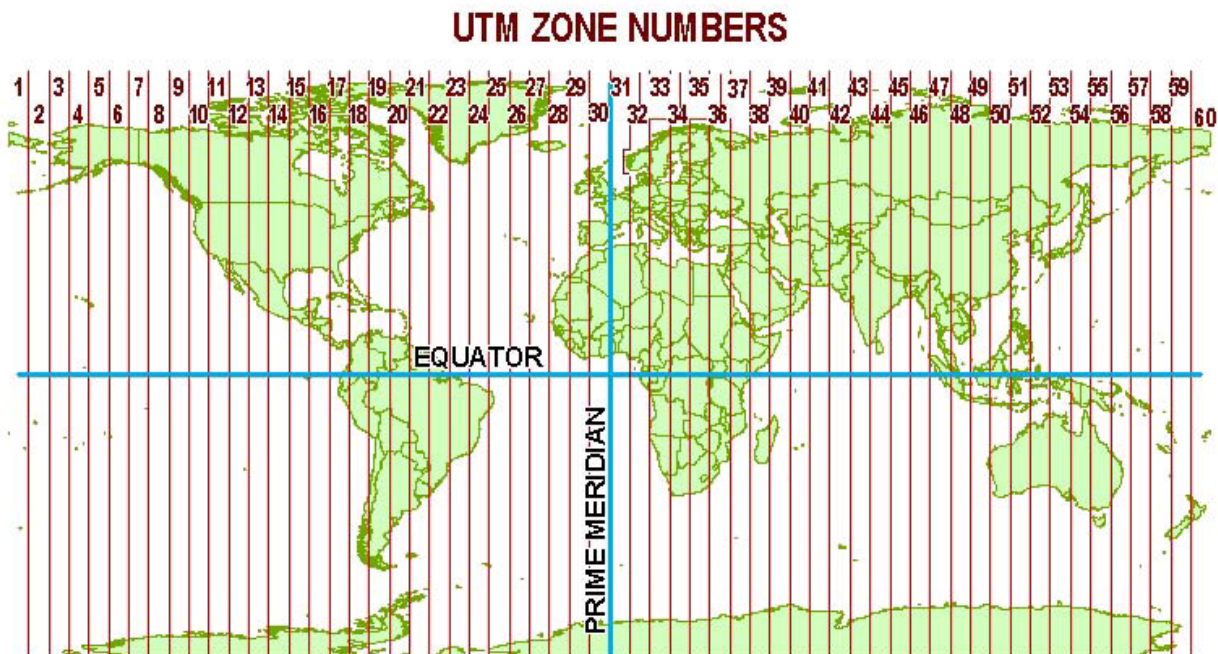 UTM ZONE NUMBERS
1 3 5 7 9 11 13 15 17 19 21 23 25 27 29 31 33 35 37 39 41 43 45 47 49 51 53 55 57 59
2 4 6 8 10 12 14 16 18 20 22 24 26 28 30 32 34 36 38 40 42 44 46 48 50 52 54 56 58 60
EQUATOR
PRIME MERIDIAN